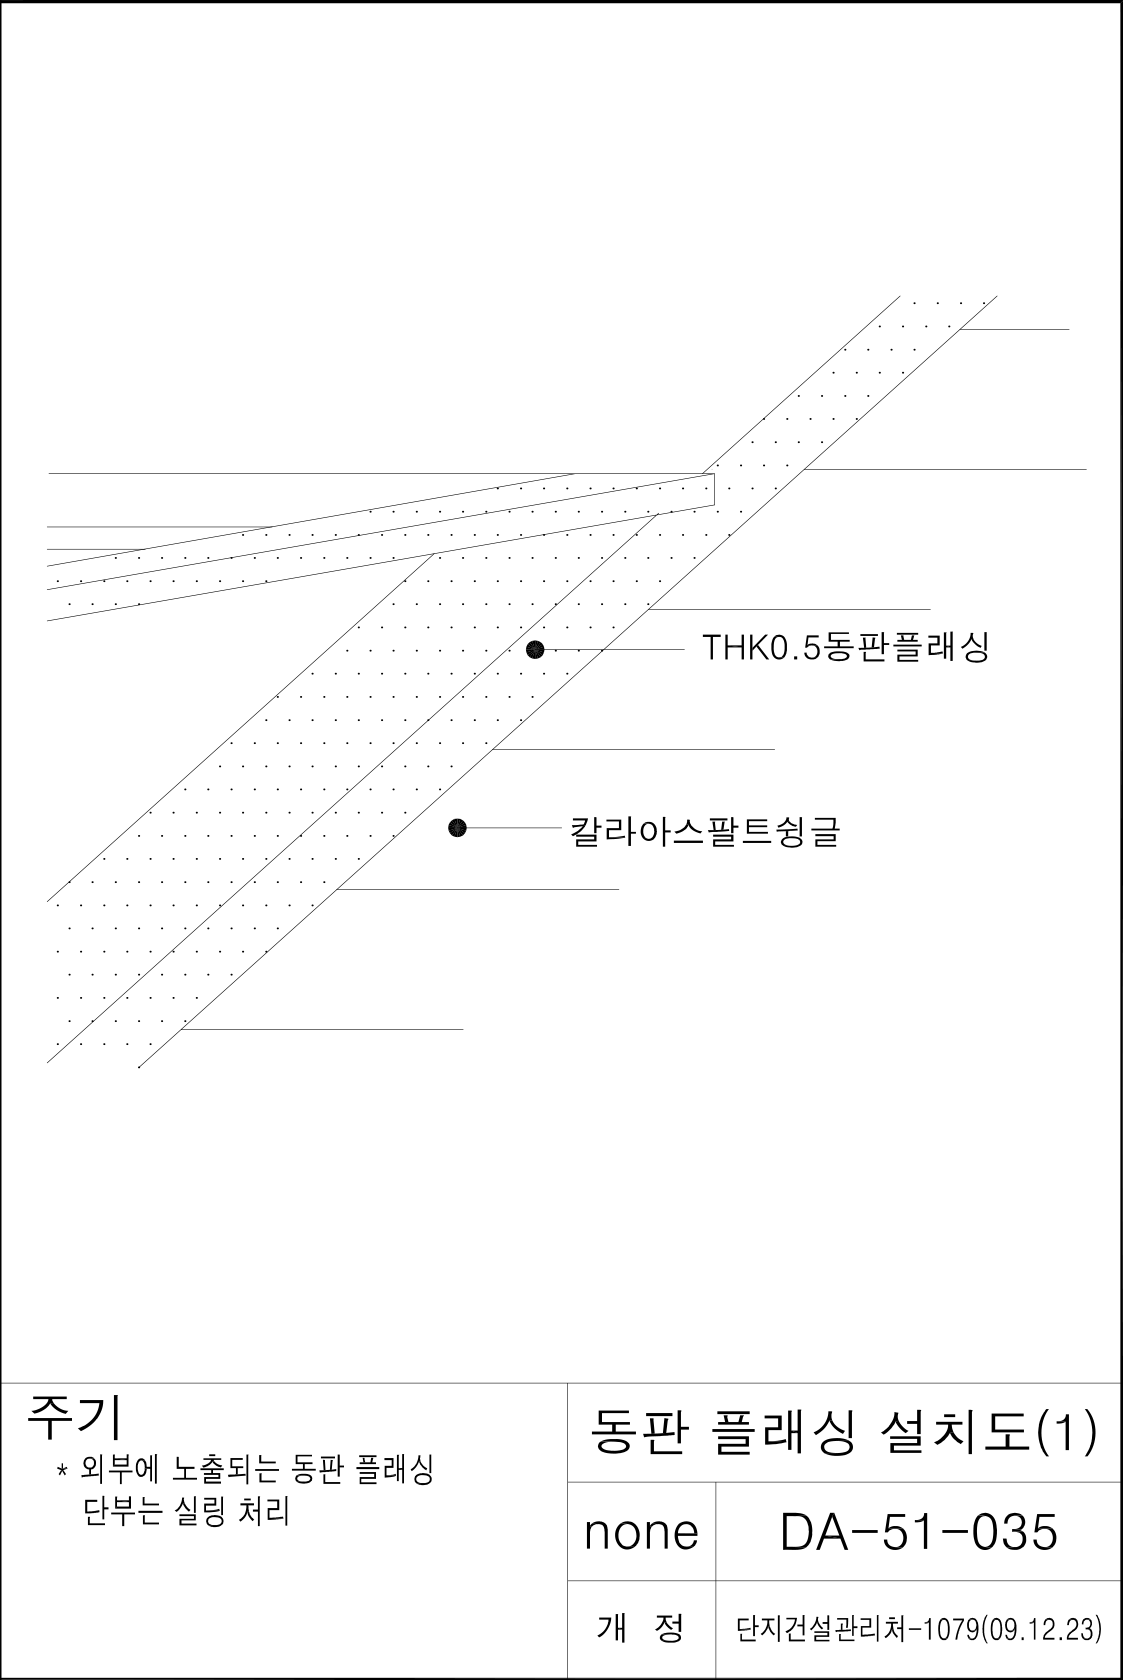 THK0.5동판플래싱
칼라아스팔트슁글
주기
* 외부에 노출되는 동판 플래싱
단부는 실링 처리
동판 플래싱 설치도(1)
none
DA-51-035
개 정
단지건설관리처-1079(09.12.23)